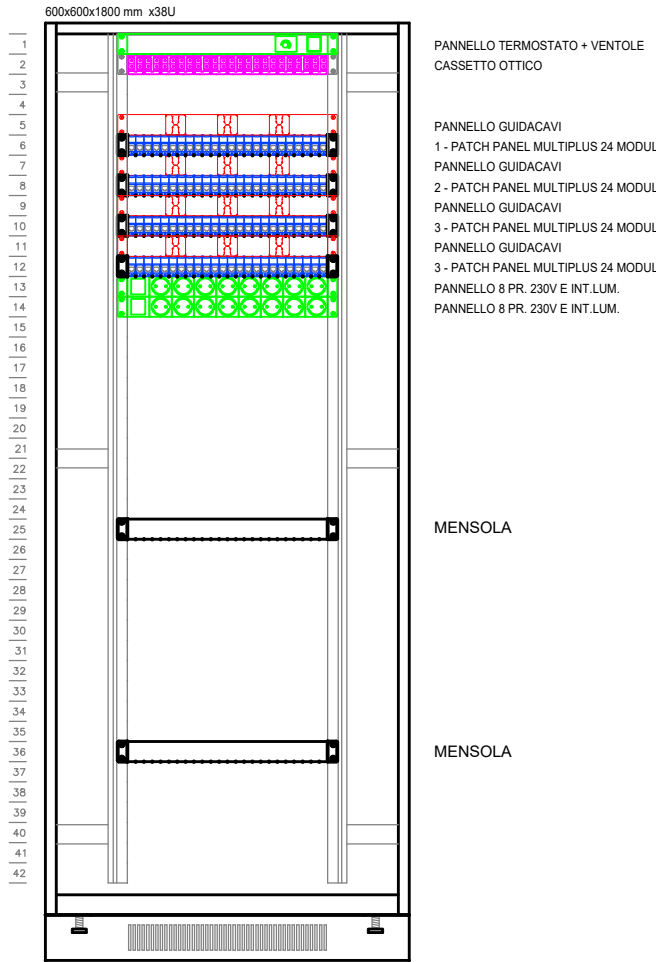 600x600x1800 mm x38U
1 PANNELLO TERMOSTATO + VENTOLE
2 CASSETTO OTTICO
3
4
5 PANNELLO GUIDACAVI
6 1 - PATCH PANEL MULTIPLUS 24 MODUL
7 PANNELLO GUIDACAVI
8 2 - PATCH PANEL MULTIPLUS 24 MODUL
9 PANNELLO GUIDACAVI
10 3 - PATCH PANEL MULTIPLUS 24 MODUL
11 PANNELLO GUIDACAVI
12 3 - PATCH PANEL MULTIPLUS 24 MODUL
13 PANNELLO 8 PR. 230V E INT.LUM.
14 PANNELLO 8 PR. 230V E INT.LUM.
15
16
17
18
19
20
21
22
23
24
25 MENSOLA
26
27
28
29
30
31
32
33
34
35
36 MENSOLA
37
38
39
40
41
42